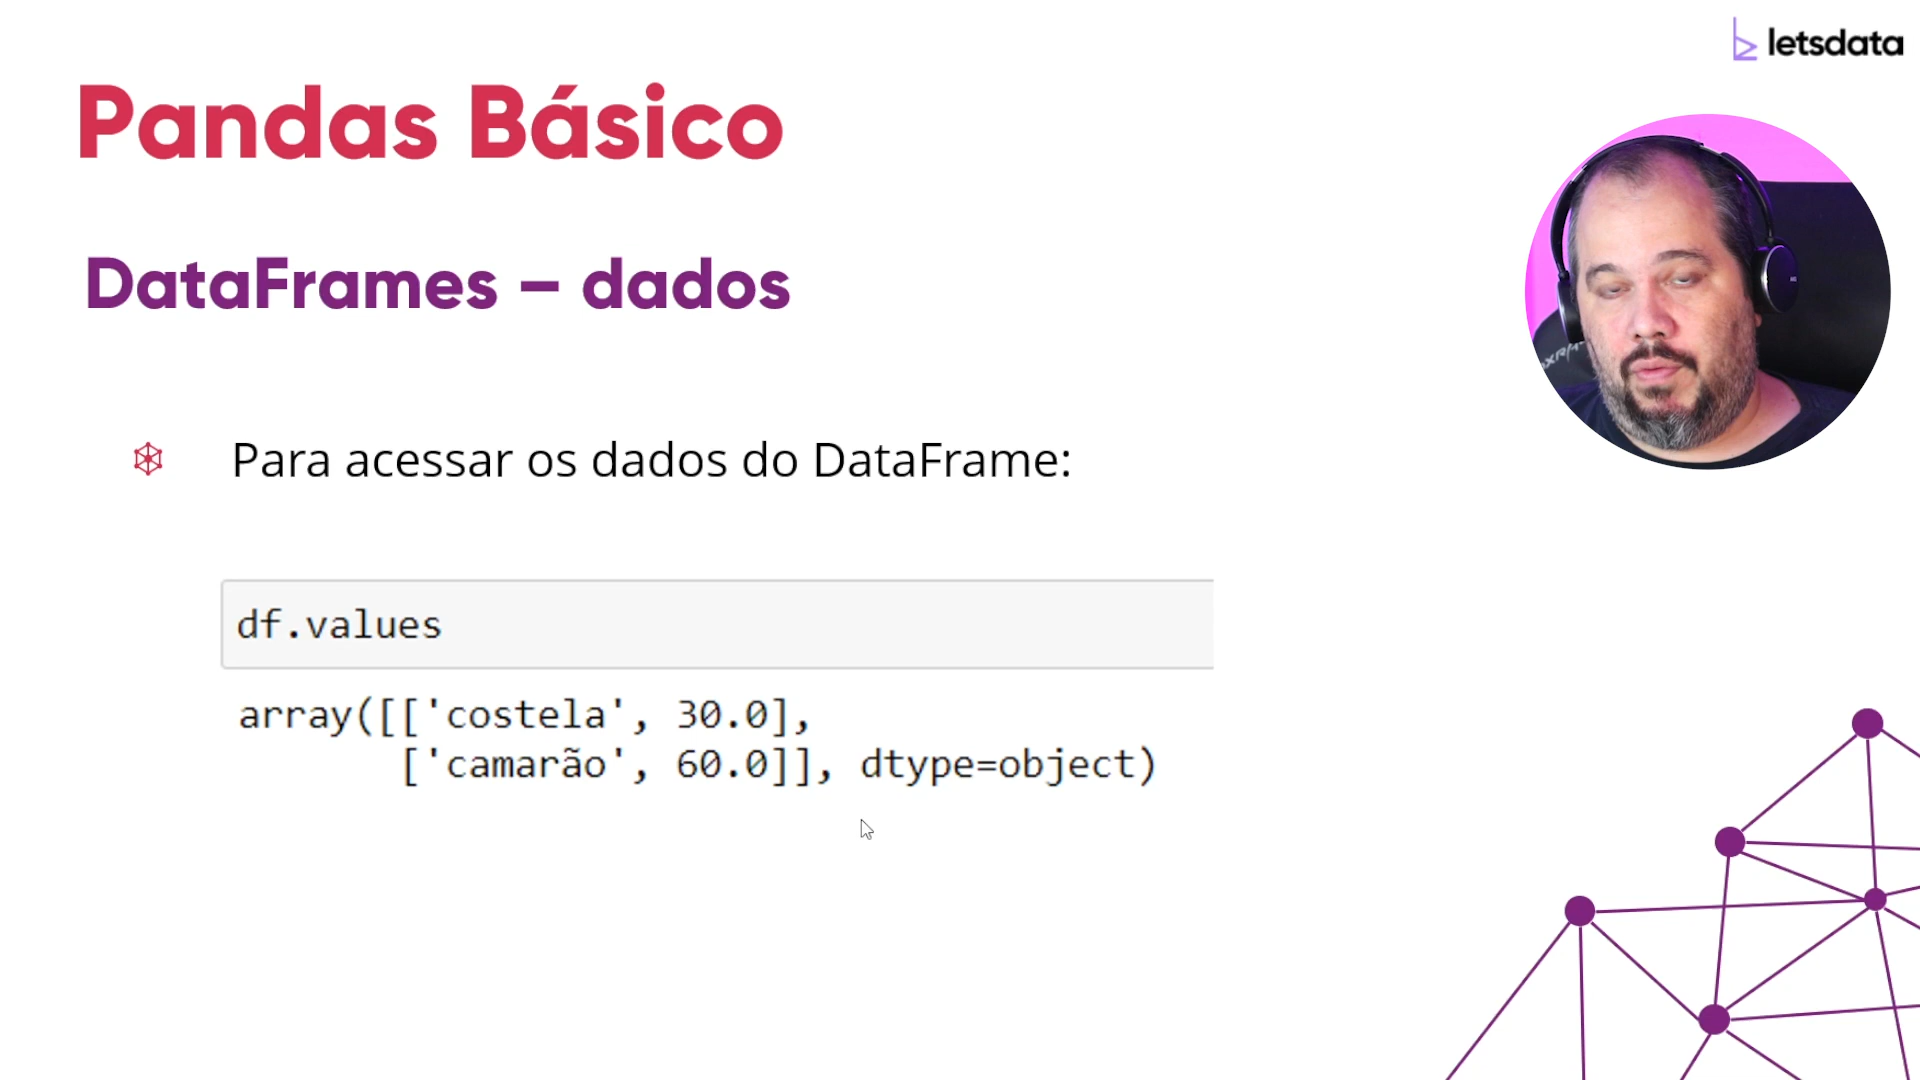 letsdata
Pandas Básico
DataFrames – dados
Para acessar os dados do DataFrame:
df.values
array([['costela', 30.0],
['camarão', 60.0]], dtype=object)